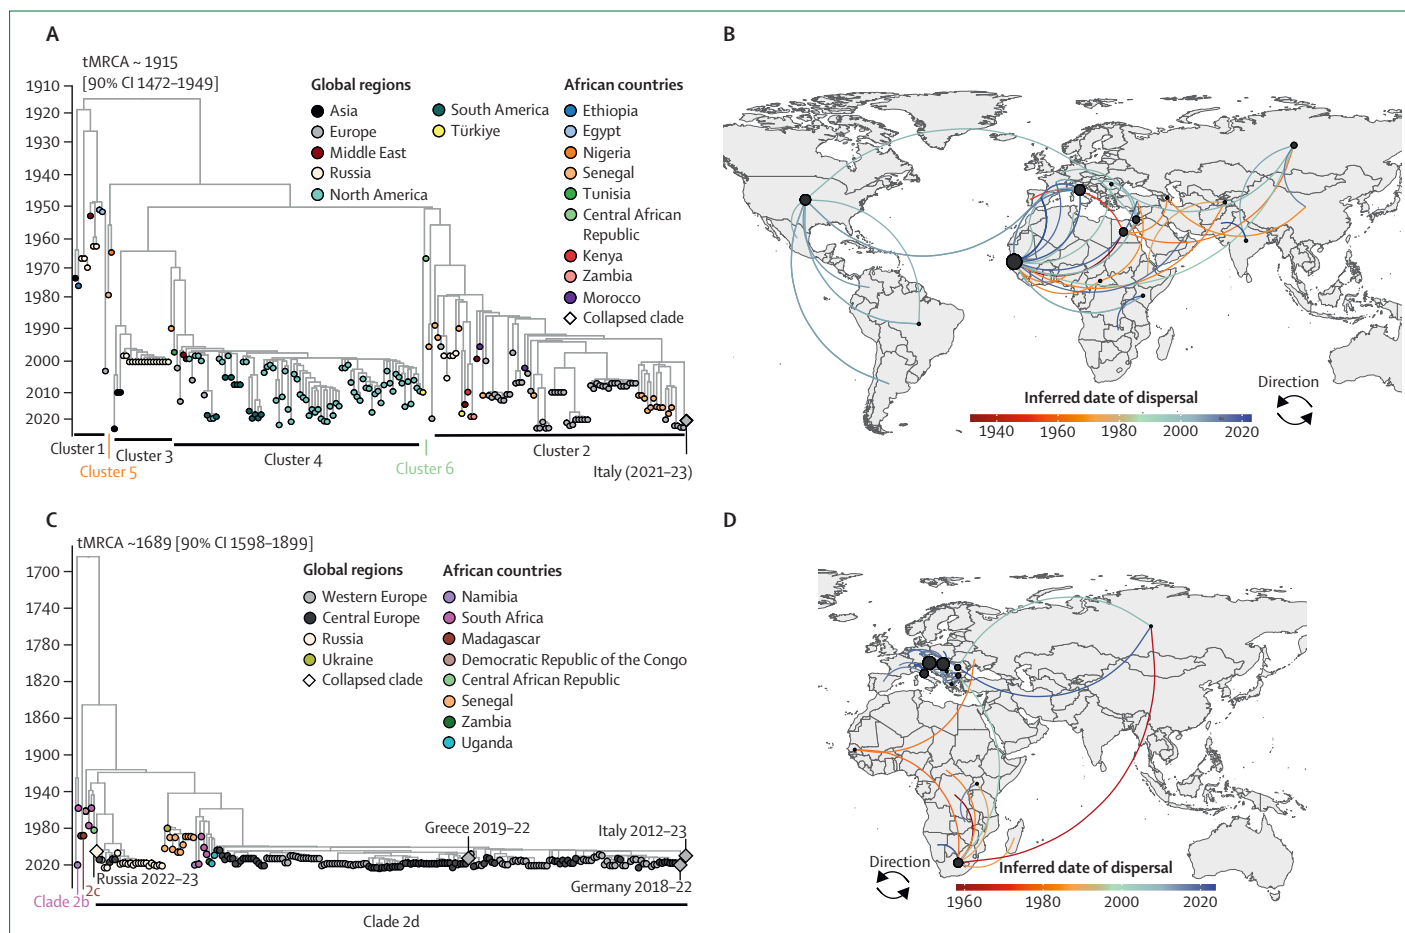 A
tMRCA ~ 1915
[90% CI 1472–1949]
1910
1920
1930
1940
1950
1960
1970
1980
1990
2000
2010
2020
Global regions
Asia
Europe
Middle East
Russia
North America
South America
Türkiye
African countries
Ethiopia
Egypt
Nigeria
Senegal
Tunisia
Central African
Republic
Kenya
Zambia
Morocco
Collapsed clade
Cluster 1
Cluster 5
Cluster 3
Cluster 4
Cluster 6
Cluster 2
Italy (2021–23)
B
Direction
Inferred date of dispersal
1940
1960
1980
2000
2023
C
tMRCA ~1689 [90% CI 1598–1899]
1700
1740
1780
1820
1860
1900
1940
1980
2020
Global regions
Western Europe
Central Europe
Russia
Ukraine
Collapsed clade
African countries
Namibia
South Africa
Madagascar
Democratic Republic of the Congo
Central African Republic
Senegal
Zambia
Uganda
Greece 2019–22
Italy 2012–23
Russia 2022–23
Germany 2018–22
2c
Clade 2b
Clade 2d
D
Direction
Inferred date of dispersal
1960
1980
2000
2020